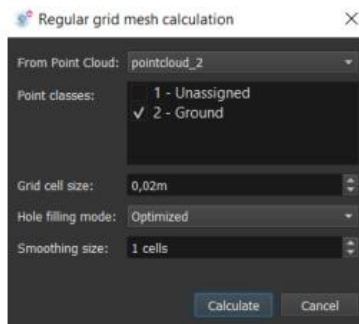 Regular grid mesh calculation
From Point Cloud: pointcloud_2
Point classes: 1 - Unassigned
2 - Ground
Grid cell size: 0,02m
Hole filling mode: Optimized
Smoothing size: 1 cells
Calculate Cancel